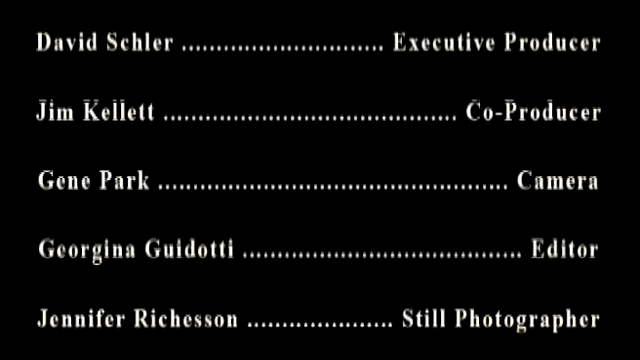 David Schler ............................. Executive Producer
Jim Kellett .......................................... Co-Producer
Gene Park .................................................. Camera
Georgina Guidotti ........................................ Editor
Jennifer Richesson ..................... Still Photographer